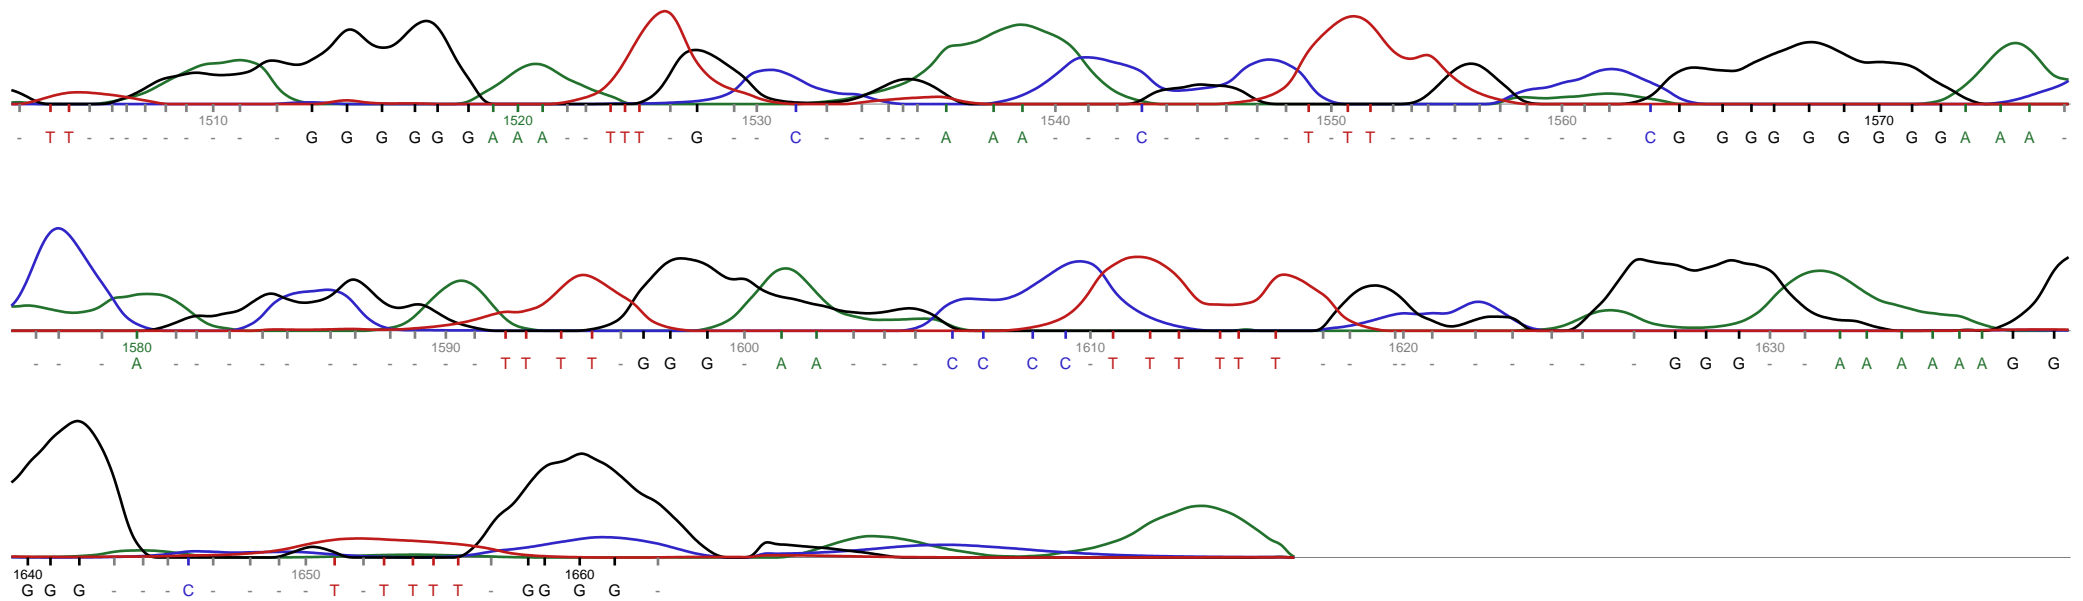 1510 1520 1530 1540 1550 1560 1570
- T T - - - - - - - - - G G G G G G A A A - - T T T - G - - C - - - - - A A A - - - C - - - - - T - T T - - - - - - - - - - C G G G G G G G G G A A A -
1580 1590 1600 1610 1620 1630
- - - A - - - - - - - - - - - T T T T - G G G - A A - - - C C C C - T T T T T T - - - - - - - - - - G G G - - A A A A A A G G
1640 1650 1660
G G G - - - C - - - - T - T T T T - G G G G -